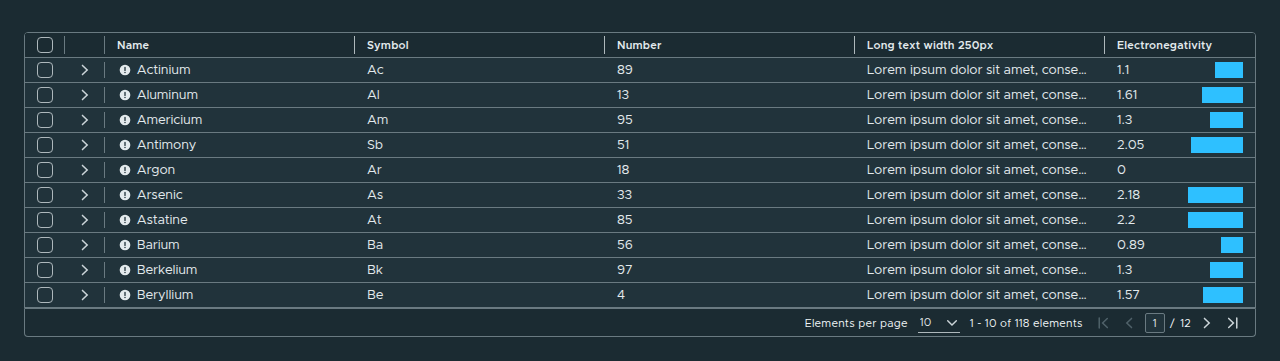 Name Symbol Number Long text width 250px Electronegativity
Actinium Ac 89 Lorem ipsum dolor sit amet, conse... 1.1
Aluminum Al 13 Lorem ipsum dolor sit amet, conse... 1.61
Americium Am 95 Lorem ipsum dolor sit amet, conse... 1.3
Antimony Sb 51 Lorem ipsum dolor sit amet, conse... 2.05
Argon Ar 18 Lorem ipsum dolor sit amet, conse... 0
Arsenic As 33 Lorem ipsum dolor sit amet, conse... 2.18
Astatine At 85 Lorem ipsum dolor sit amet, conse... 2.2
Barium Ba 56 Lorem ipsum dolor sit amet, conse... 0.89
Berkelium Bk 97 Lorem ipsum dolor sit amet, conse... 1.3
Beryllium Be 4 Lorem ipsum dolor sit amet, conse... 1.57
Elements per page 10 1 - 10 of 118 elements 1 / 12